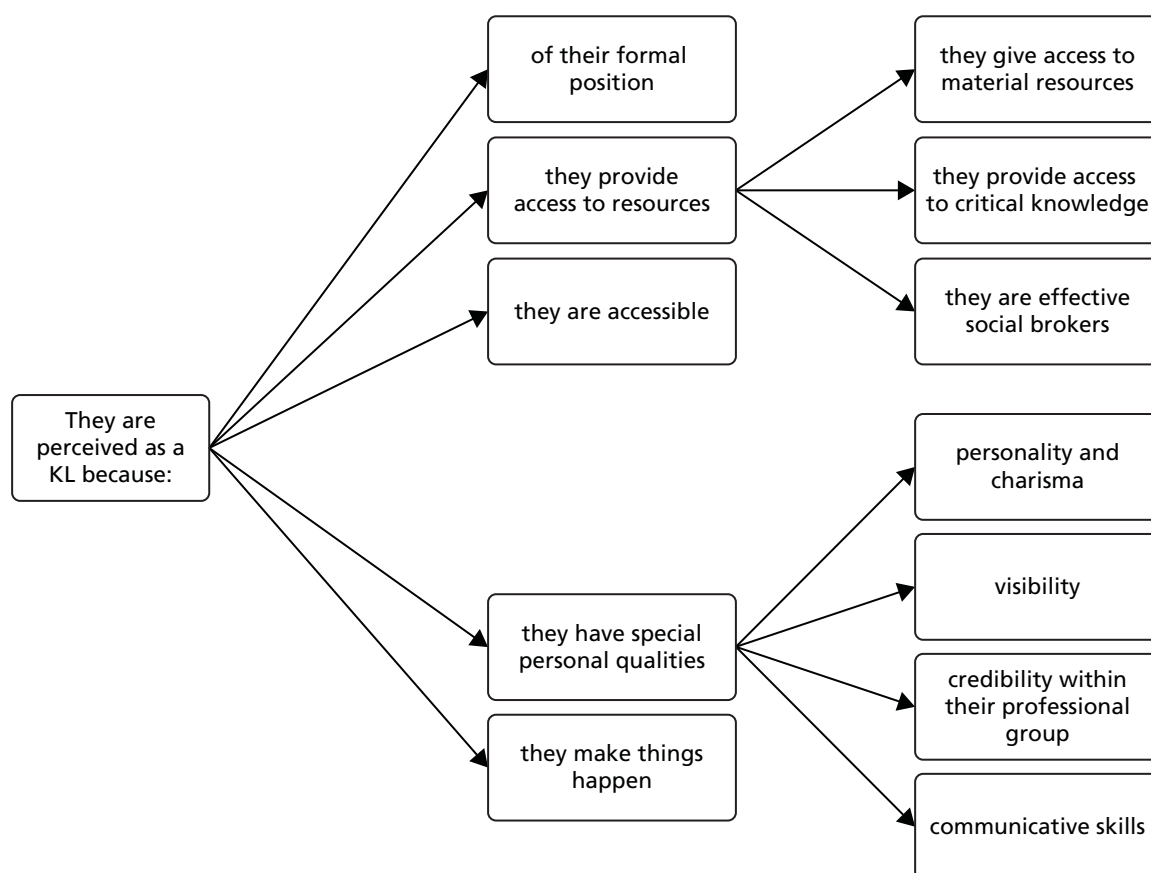 of their formal
position
they give access to
material resources
they provide
access to resources
they provide access
to critical knowledge
they are accessible
they are effective
social brokers
They are
perceived as a
KL because:
personality and
charisma
visibility
they have special
personal qualities
credibility within
their professional
group
they make things
happen
communicative skills